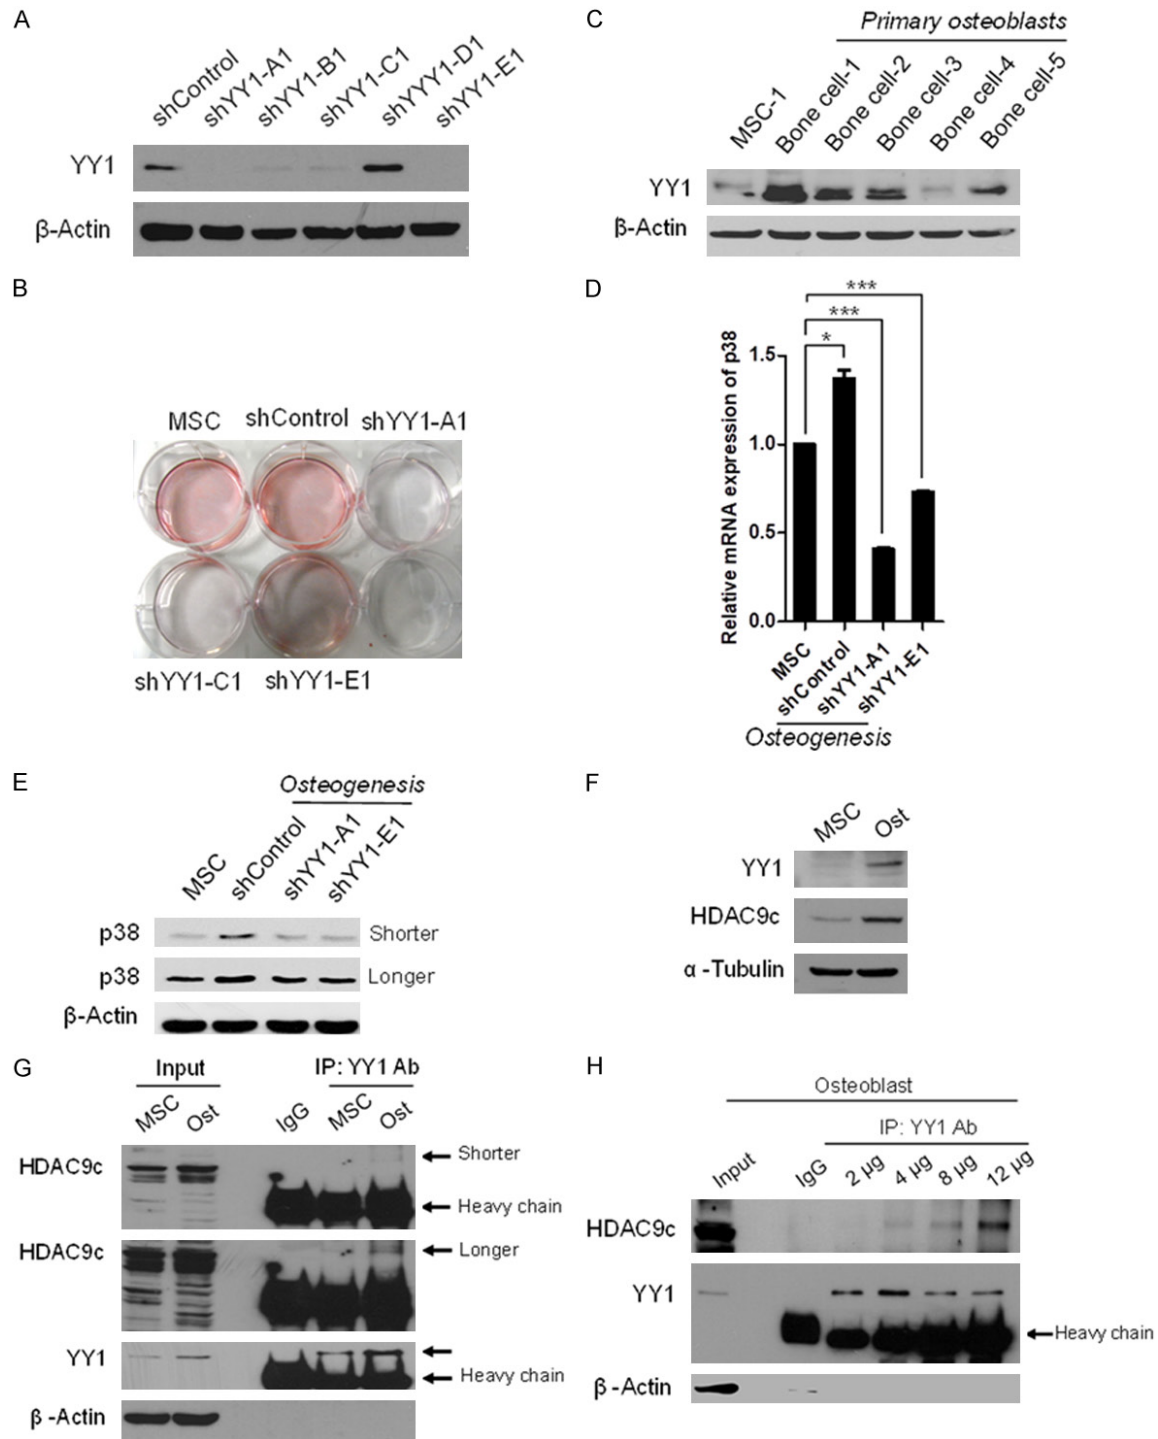 A
shControl
shYY1-A1
shYY1-B1
shYY1-C1
shYYY1-D1
shYY1-E1
YY1
β-Actin
C
Primary osteoblasts
MSC-1
Bone cell-1
Bone cell-2
Bone cell-3
Bone cell-4
Bone cell-5
YY1
β-Actin
B
MSC shControl shYY1-A1
shYY1-C1 shYY1-E1
D
Relative mRNA expression of p38
***
***
*
1.5
1.0
0.5
0.0
MSC
shControl
shYY1-A1
shYY1-E1
Osteogenesis
E
Osteogenesis
MSC
shControl
shYY1-A1
shYY1-E1
p38 Shorter
p38 Longer
β-Actin
F
MSC Ost
YY1
HDAC9c
α -Tubulin
G
Input IP: YY1 Ab
MSC Ost IgG MSC Ost
HDAC9c Shorter
Heavy chain
HDAC9c Longer
YY1
Heavy chain
β -Actin
H
Osteoblast
IP: YY1 Ab
Input IgG 2 µg 4 µg 8 µg 12 µg
HDAC9c
YY1
Heavy chain
β -Actin